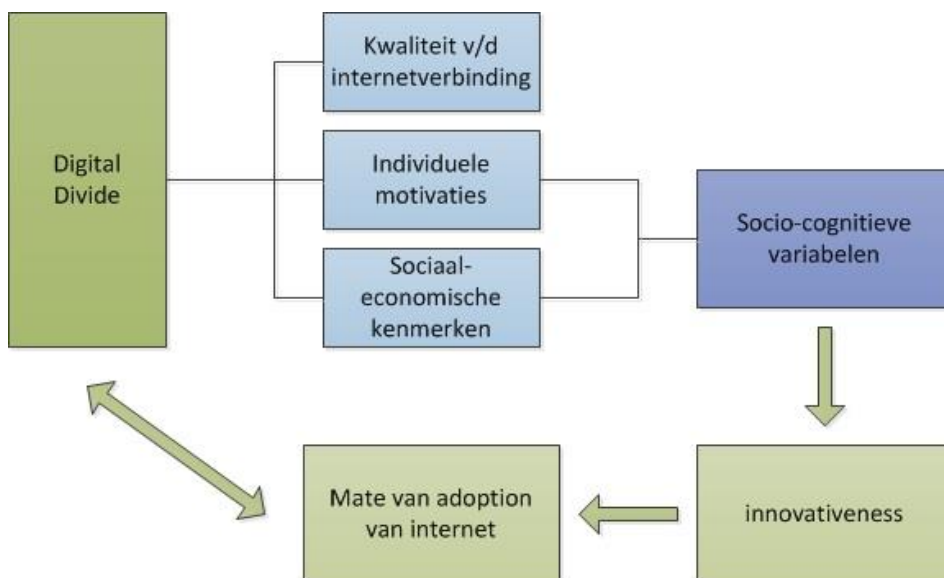 Digital
Divide
Kwaliteit v/d
internetverbinding
Individuele
motivaties
Sociaal-
economische
kenmerken
Socio-cognitieve
variabelen
Mate van adoption
van internet
innovativeness